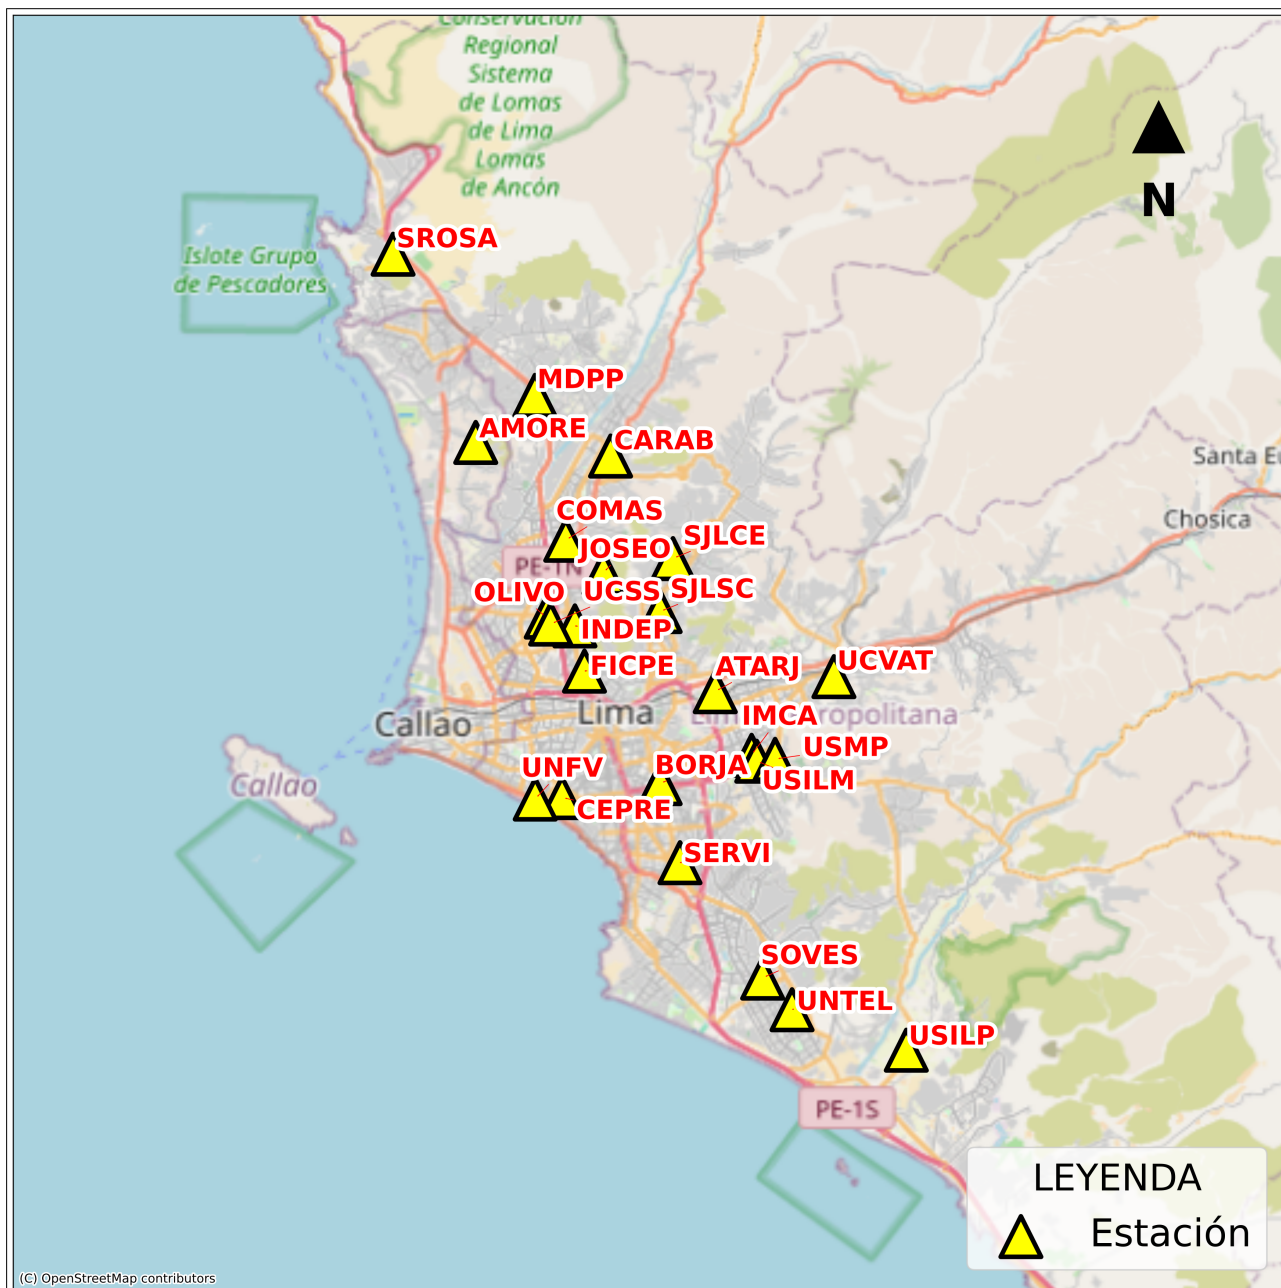 Conservación
Regional
Sistema
de Lomas
de Lima
Lomas
de Ancón
N
SROSA
Islote Grupo
de Pescadores
MDPP
AMORE
CARAB
Santa Eu
COMAS
Chosica
SJLCE
JOSEO
PE-1N
SJLSC
OLIVO
UCSS
INDEP
UCVAT
FICPE
ATARJ
Lima
Callao
IMCA
USMP
BORJA
UNFV
USILM
Callao
CEPRE
SERVI
SOVES
UNTEL
USILP
PE-1S
LEYENDA
Estación
(C) OpenStreetMap contributors